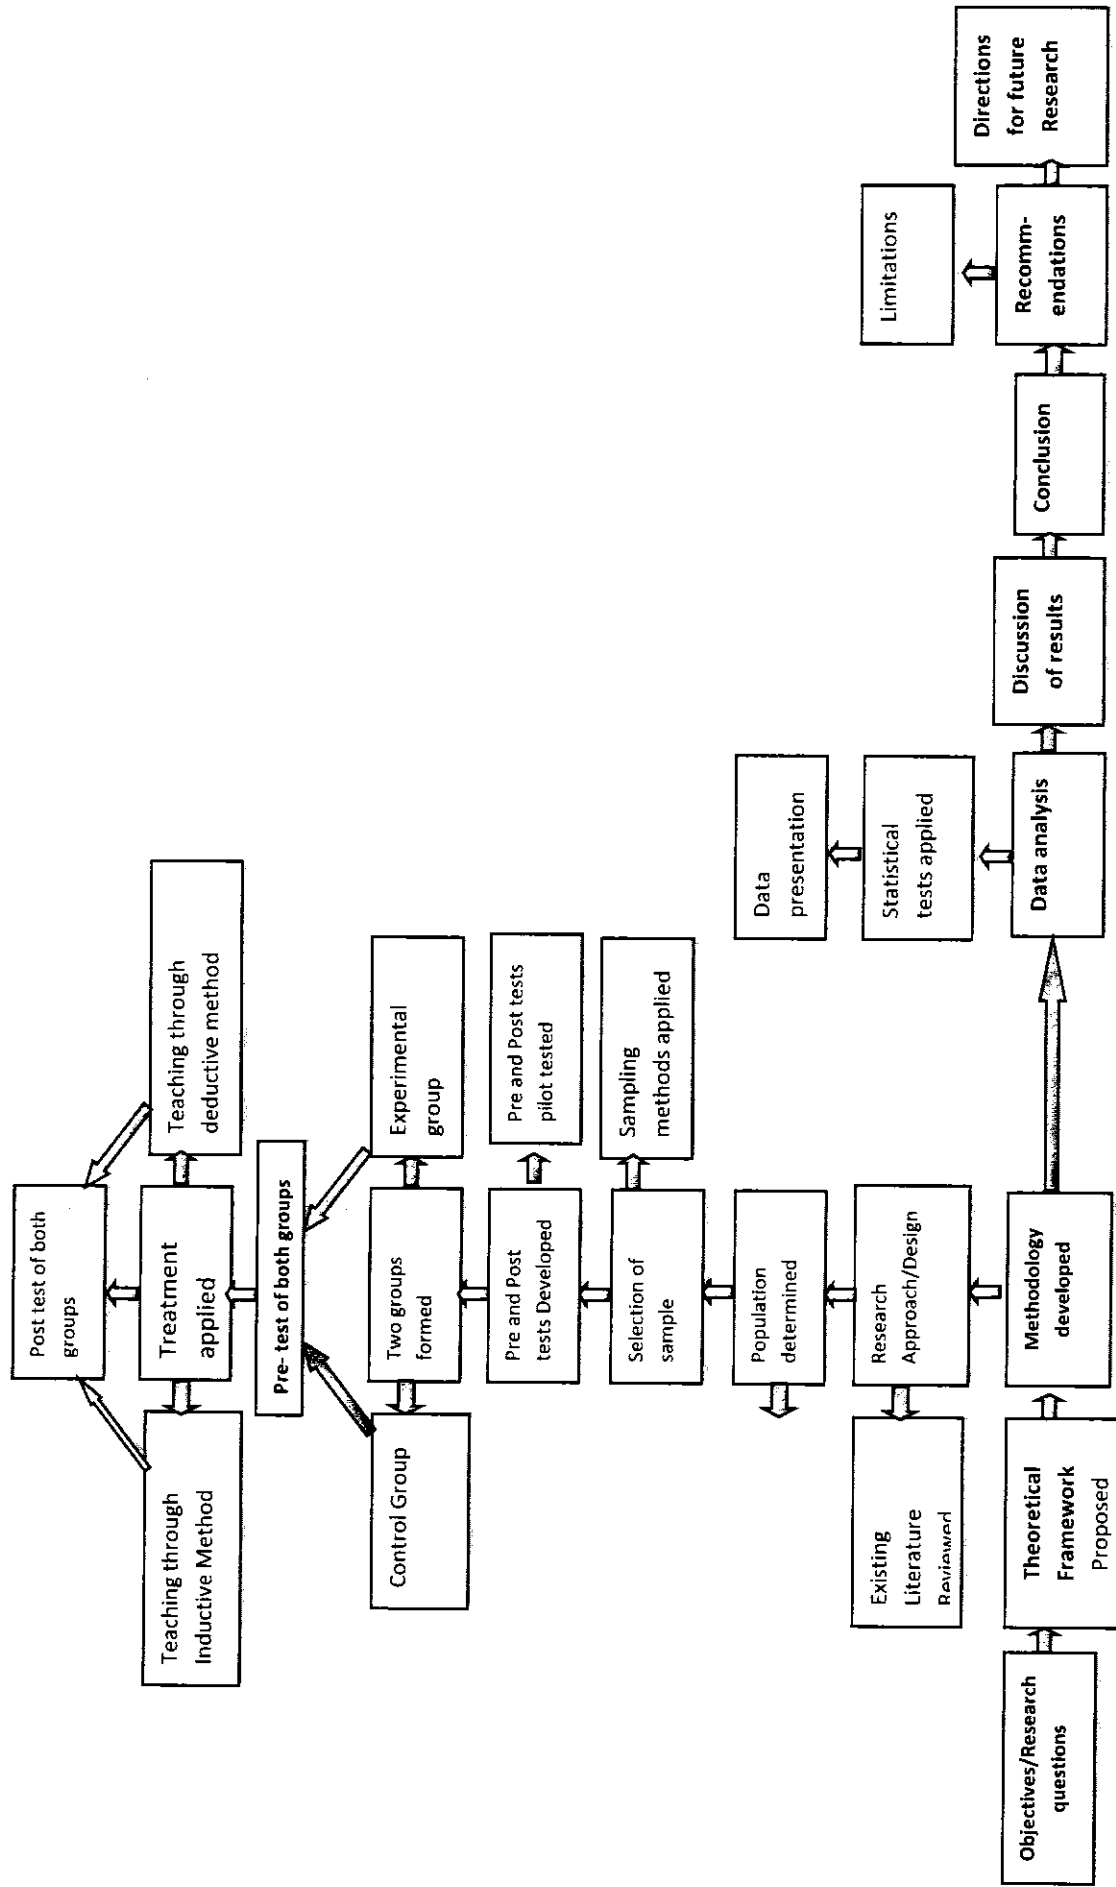 Post test of both
groups
Teaching through
Inductive Method
Treatment
applied
Teaching through
deductive method
Pre- test of both groups
Control Group
Two groups
formed
Experimental
group
Pre and Post
tests Developed
Pre and Post tests
pilot tested
Selection of
sample
Sampling
methods applied
Population
determined
Data
presentation
Existing
Literature
Reviewed
Research
Approach/Design
Statistical
tests applied
Limitations
Objectives/Research
questions
Theoretical
Framework
Proposed
Methodology
developed
Data analysis
Discussion
of results
Conclusion
Recomm-
endations
Directions
for future
Research